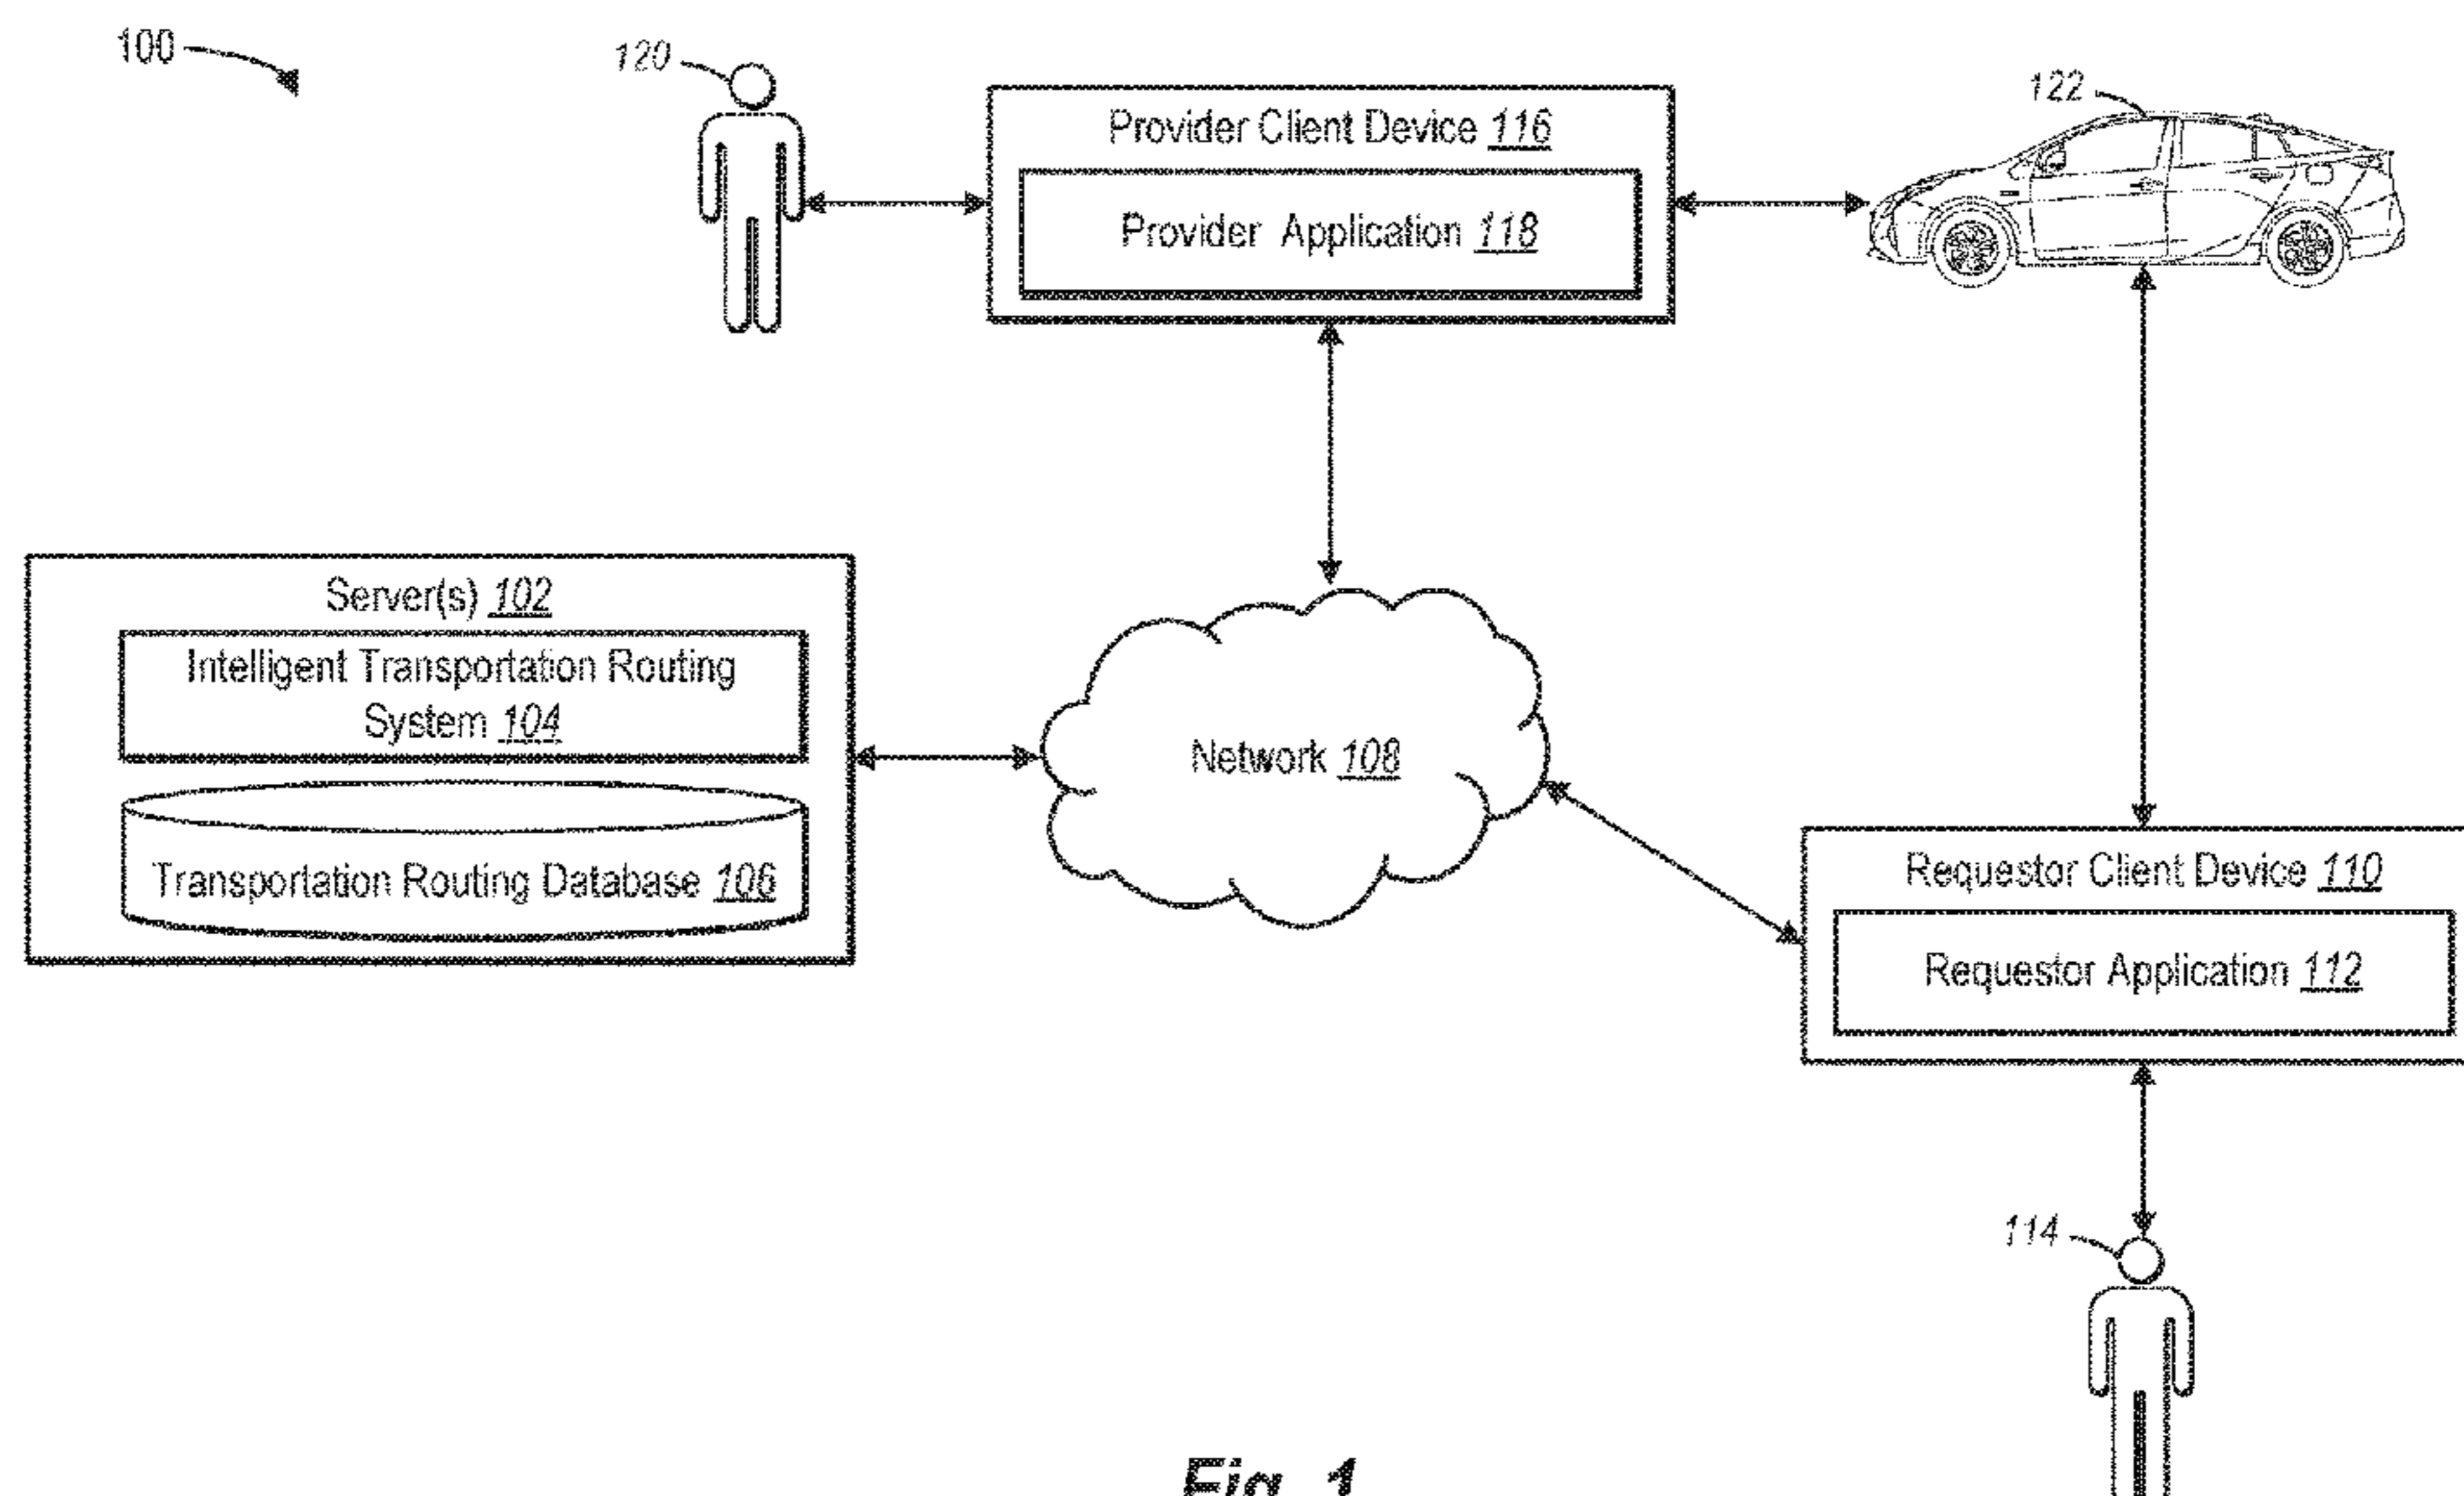 100
120
Provider Client Device 116
Provider Application 118
122
Server(s) 102
Intelligent Transportation Routing
System 104
Transportation Routing Database 106
Network 108
Requestor Client Device 110
Requestor Application 112
114
Fig. 1